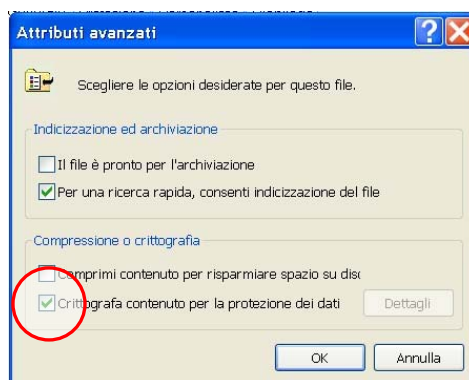 Attributi avanzati
Scegliere le opzioni desiderate per questo file.
Indicizzazione ed archiviazione
Il file è pronto per l'archiviazione
Per una ricerca rapida, consenti indicizzazione del file
Compressione o crittografia
Comprimi contenuto per risparmiare spazio su disc
Crittografa contenuto per la protezione dei dati Dettagli
OK Annulla